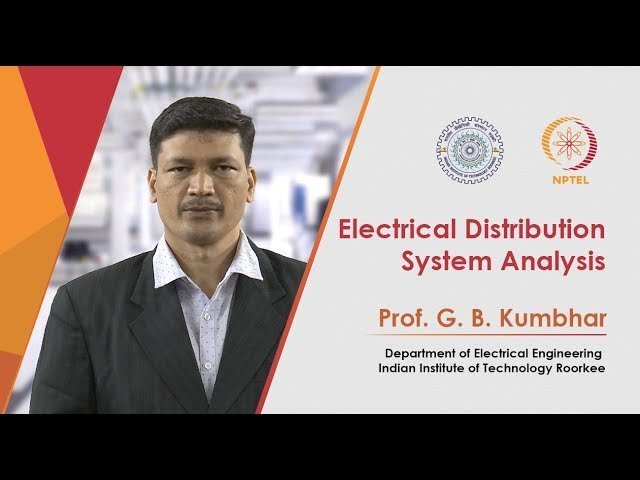 NPTEL
Electrical Distribution
System Analysis
Prof. G. B. Kumbhar
Department of Electrical Engineering
Indian Institute of Technology Roorkee